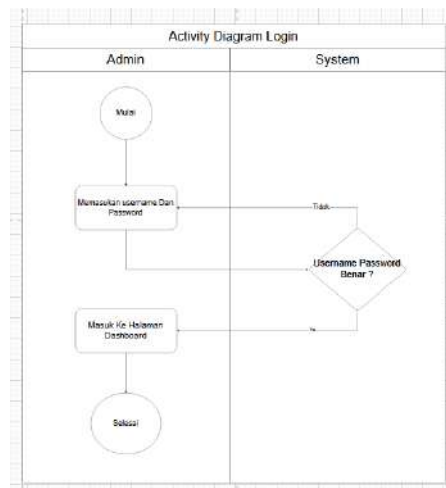 Activity Diagram Login
Admin
System
Mulai
Memasukan username Dan
Password
Tidak
Username Password
Benar ?
Masuk Ke Halaman
Dashboard
Selesai